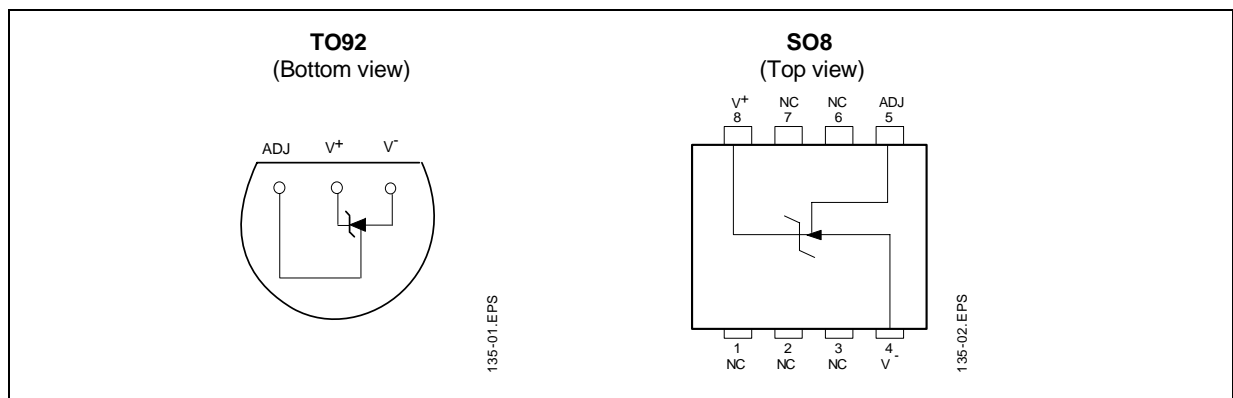 TO92
(Bottom view)
ADJ V+ V-
135-01.EPS
SO8
(Top view)
V+ NC NC ADJ
8 7 6 5
1 2 3 4
NC NC NC V-
135-02.EPS